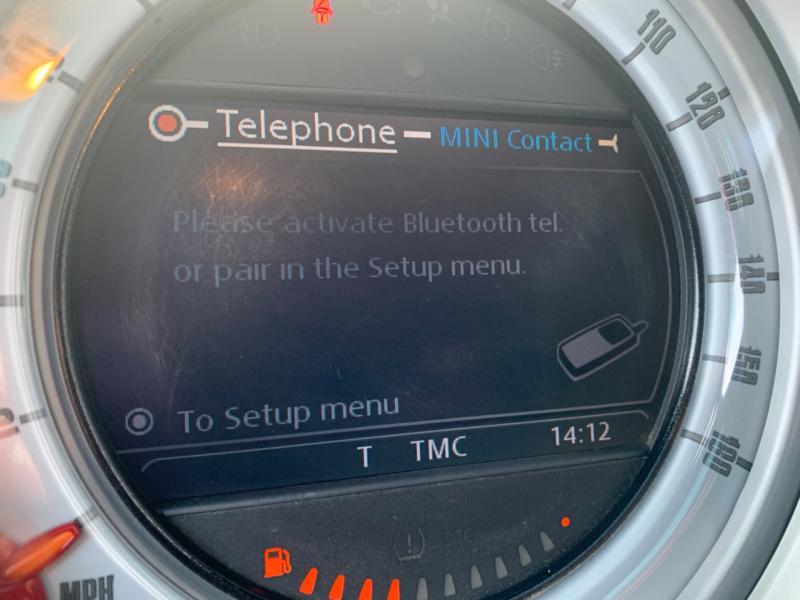 110
120
130
140
150
160
Telephone MINI Contact
Please activate Bluetooth tel.
or pair in the Setup menu.
To Setup menu
T TMC 14:12
DTC
MPH